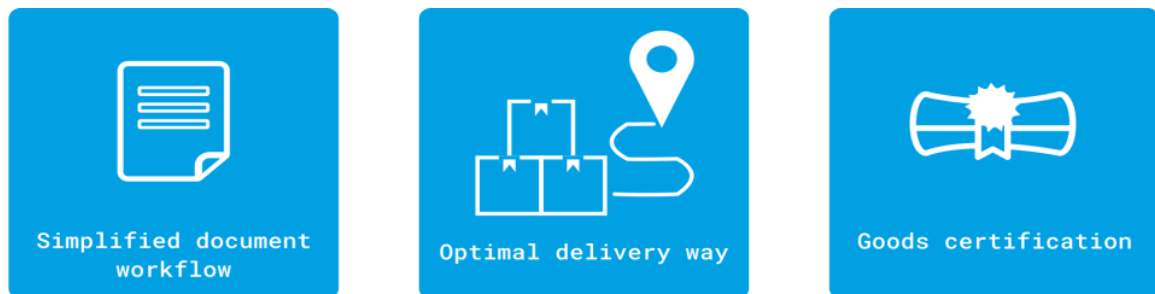 Simplified document
workflow
Optimal delivery way
Goods certification